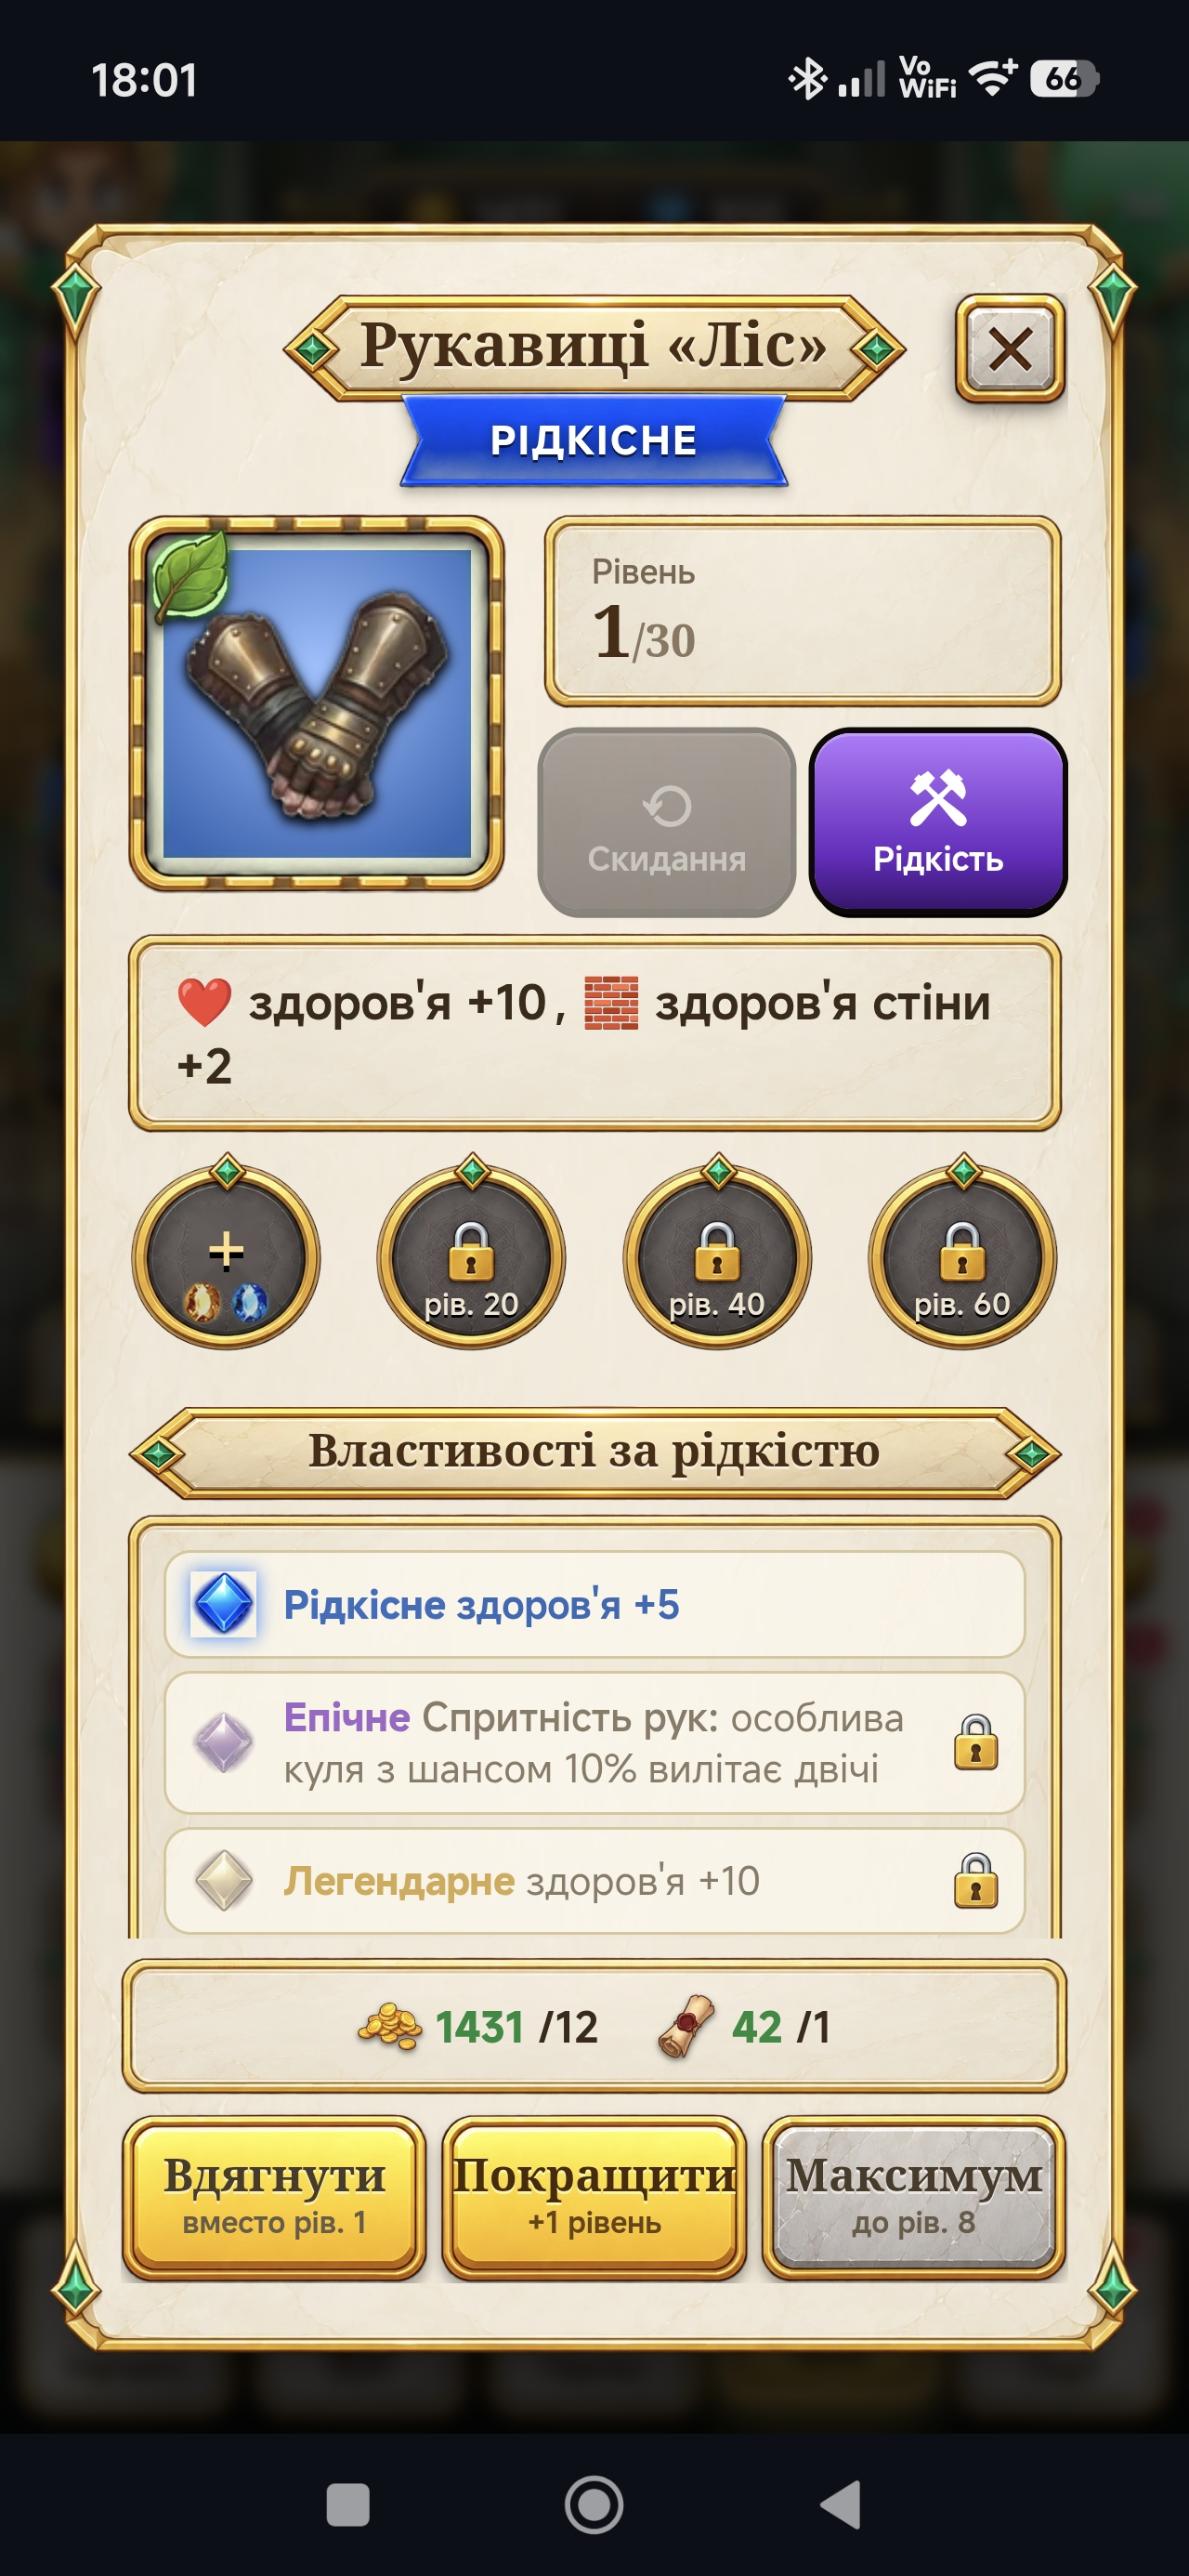 18:01
Vo
WiFi
66
Рукавиці «Ліс»
РІДКІСНЕ
Рівень
1/30
Скидання
Рідкість
❤️ здоров'я +10, 🧱 здоров'я стіни
+2
+
рів. 20
рів. 40
рів. 60
Властивості за рідкістю
Рідкісне здоров'я +5
Епічне Спритність рук: особлива
куля з шансом 10% вилітає двічі
Легендарне здоров'я +10
1431 /12 42 /1
Вдягнути
вместо рів. 1
Покращити
+1 рівень
Максимум
до рів. 8